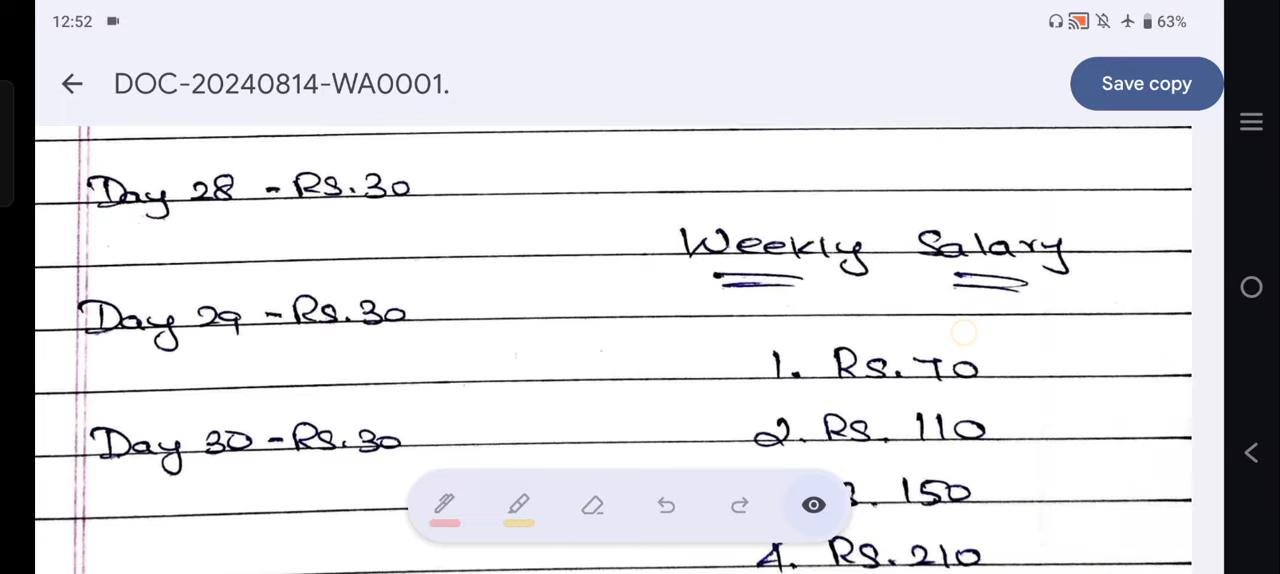 12:52
63%
DOC-20240814-WA0001.
Save copy
Day 28 - Rs.30
Weekly Salary
Day 29 - Rs.30
1. Rs.70
Day 30 - Rs.30
2. Rs. 110
3. 150
4. Rs. 210